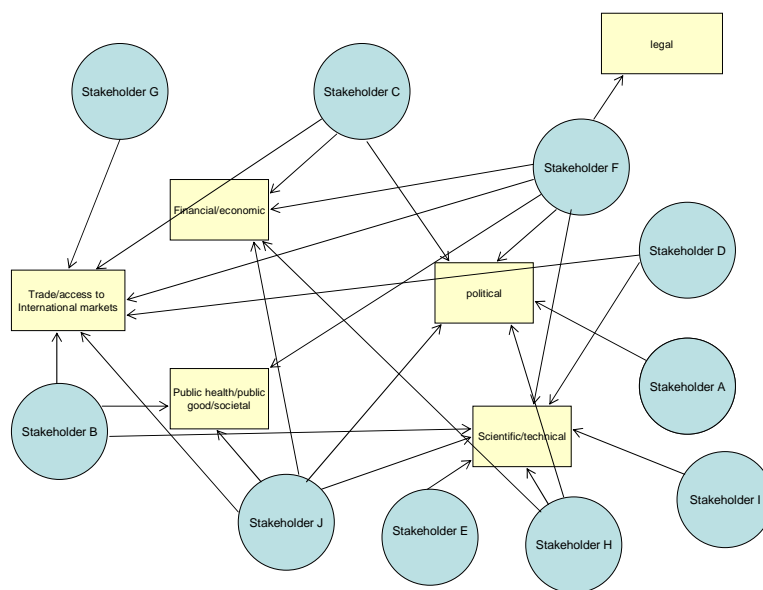 legal
Stakeholder G
Stakeholder C
Stakeholder F
Financial/economic
Stakeholder D
Trade/access to
International markets
political
Public health/public
good/societal
Stakeholder A
Stakeholder B
Scientific/technical
Stakeholder I
Stakeholder J
Stakeholder E
Stakeholder H